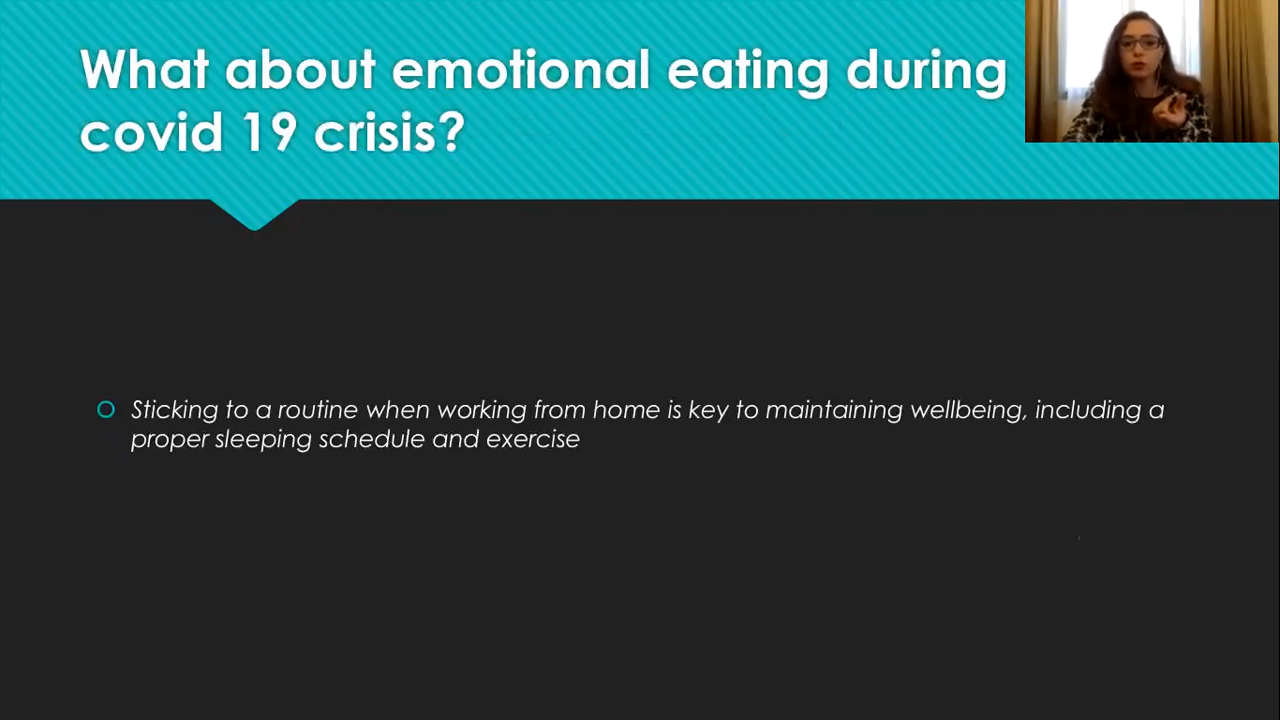 What about emotional eating during
covid 19 crisis?
Sticking to a routine when working from home is key to maintaining wellbeing, including a
proper sleeping schedule and exercise